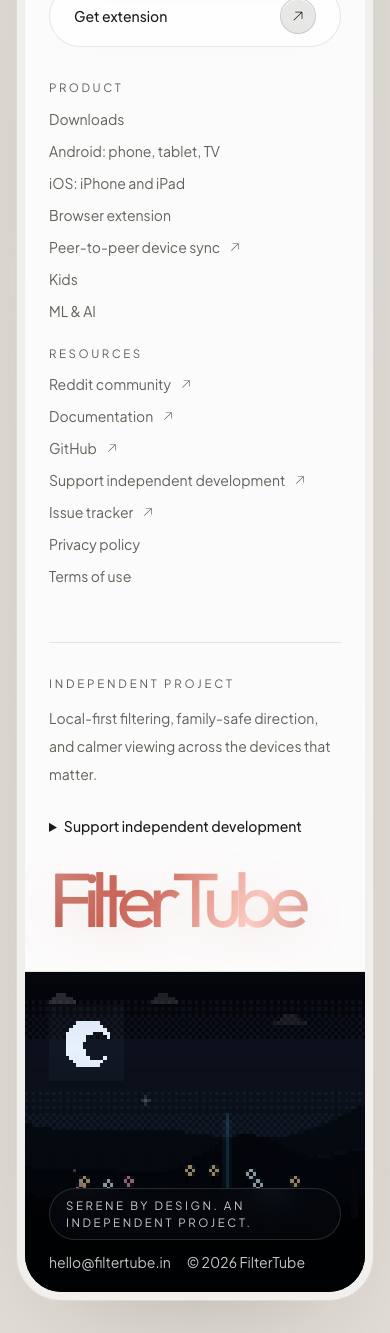 Get extension
PRODUCT
Downloads
Android: phone, tablet, TV
iOS: iPhone and iPad
Browser extension
Peer-to-peer device sync
Kids
ML & AI
RESOURCES
Reddit community
Documentation
GitHub
Support independent development
Issue tracker
Privacy policy
Terms of use
INDEPENDENT PROJECT
Local-first filtering, family-safe direction,
and calmer viewing across the devices that
matter.
Support independent development
FilterTube
SERENE BY DESIGN. AN
INDEPENDENT PROJECT.
hello@filtertube.in © 2026 FilterTube